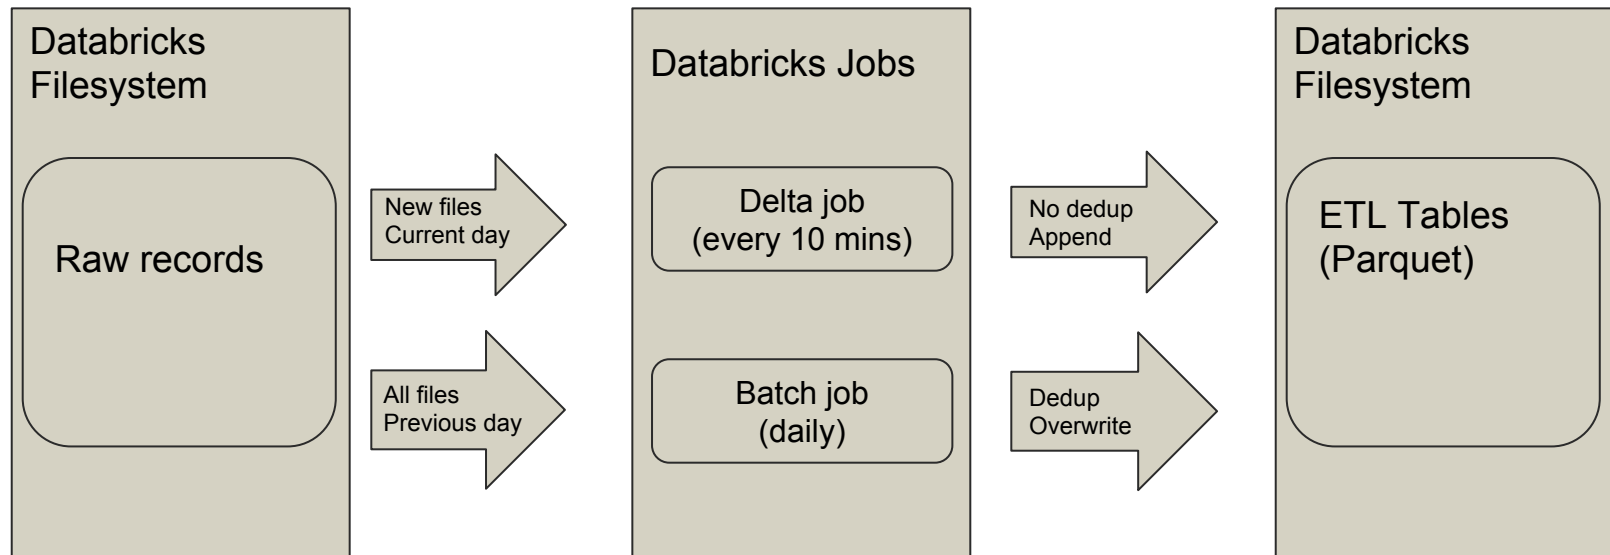 Databricks
Filesystem
Raw records
New files
Current day
All files
Previous day
Databricks Jobs
Delta job
(every 10 mins)
Batch job
(daily)
No dedup
Append
Dedup
Overwrite
Databricks
Filesystem
ETL Tables
(Parquet)